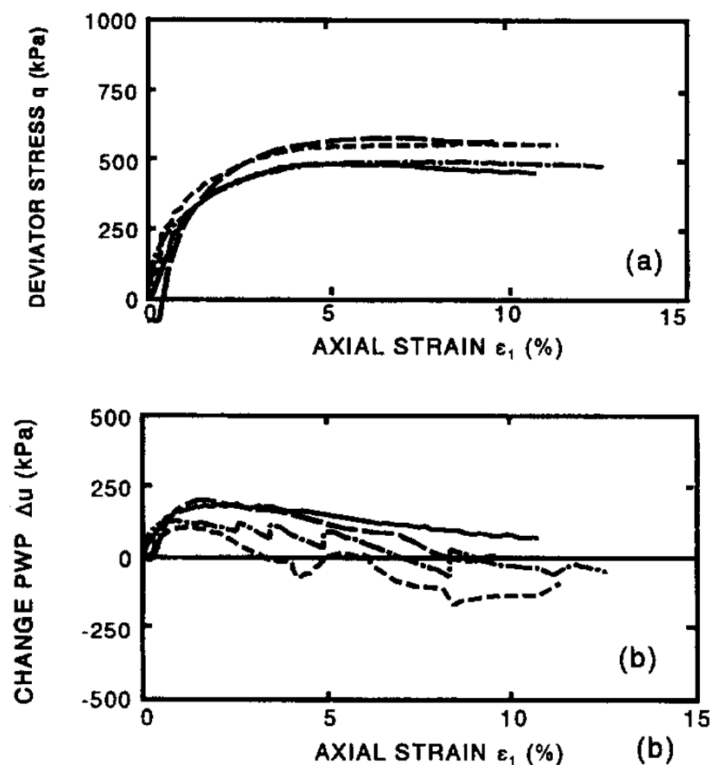 DEVIATOR STRESS q (kPa)
1000
750
500
250
0
(a)
0
5
10
15
AXIAL STRAIN ε₁ (%)
CHANGE PWP Δu (kPa)
500
250
0
-250
-500
(b)
0
5
10
15
AXIAL STRAIN ε₁ (%)
(b)